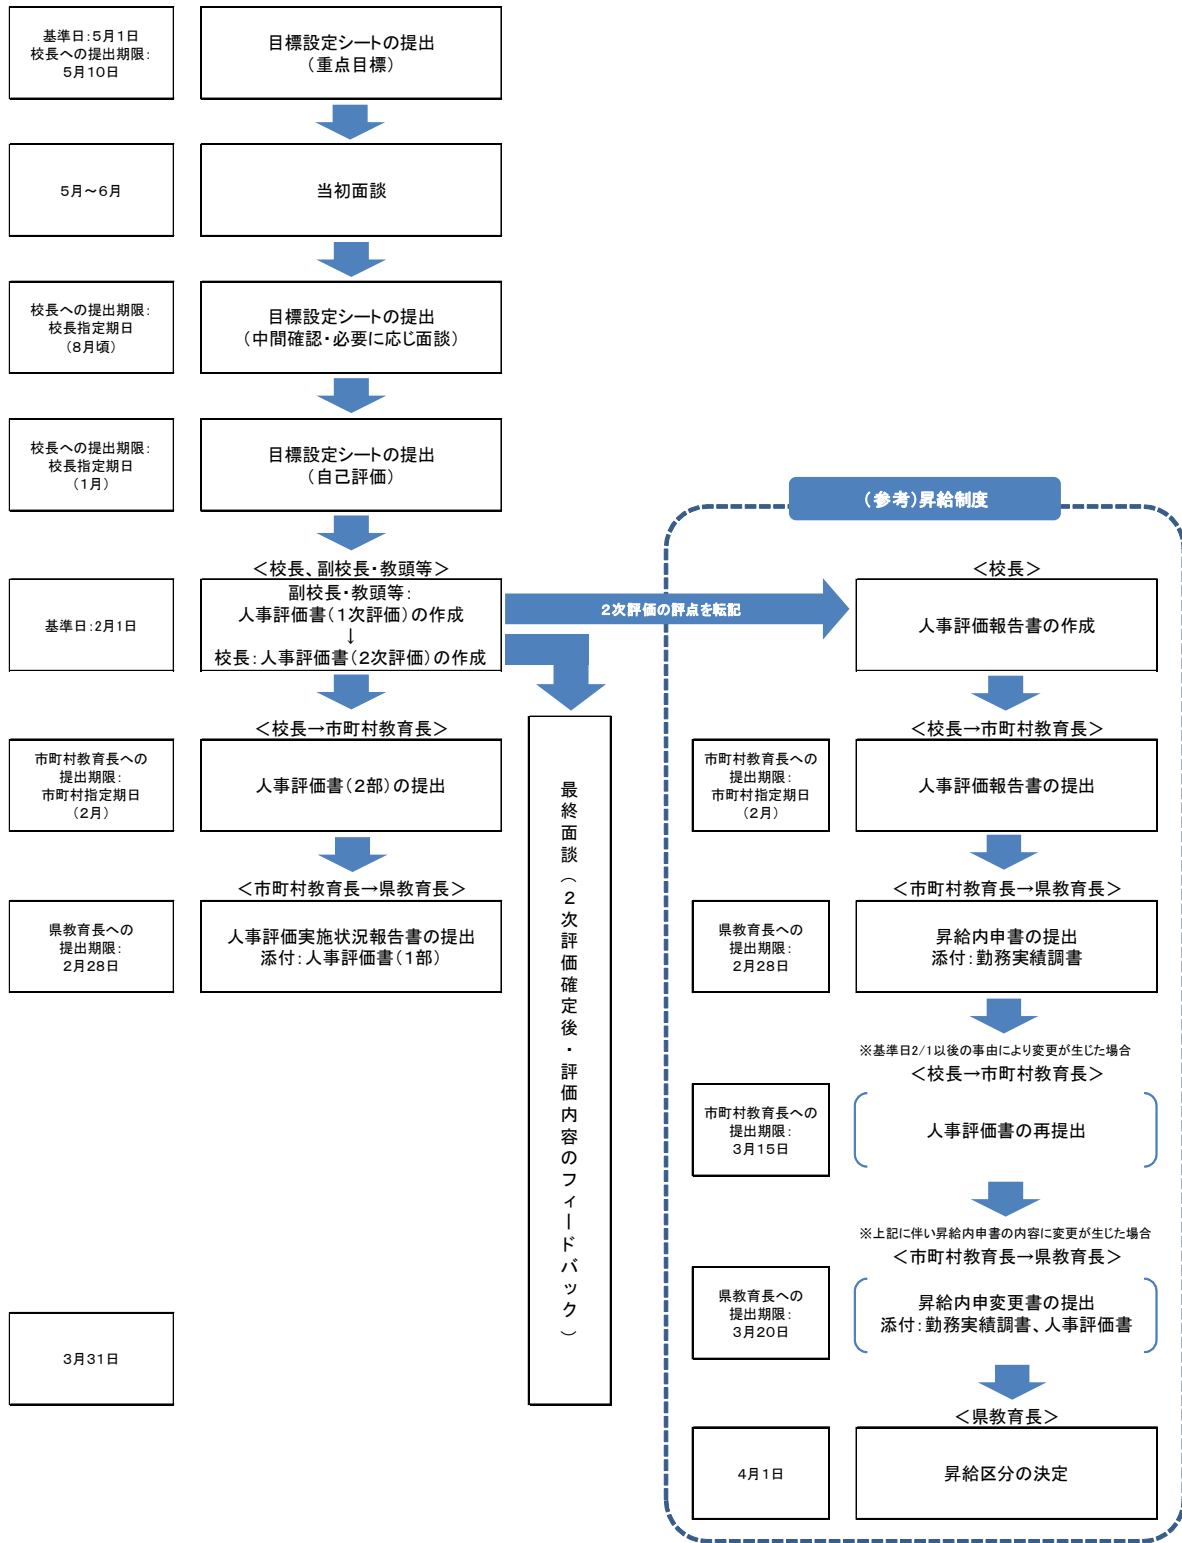 基準日：5月1日
校長への提出期限：
5月10日
目標設定シートの提出
（重点目標）
5月～6月
当初面談
校長への提出期限：
校長指定期日
（8月頃）
目標設定シートの提出
（中間確認・必要に応じ面談）
校長への提出期限：
校長指定期日
（1月）
目標設定シートの提出
（自己評価）
＜校長、副校長・教頭等＞
基準日：2月1日
副校長・教頭等：
人事評価書（1次評価）の作成
↓
校長：人事評価書（2次評価）の作成
＜校長→市町村教育長＞
市町村教育長への
提出期限：
市町村指定期日
（2月）
人事評価書（2部）の提出
＜市町村教育長→県教育長＞
県教育長への
提出期限：
2月28日
人事評価実施状況報告書の提出
添付：人事評価書（1部）
3月31日
最終面談（2次評価確定後・評価内容のフィードバック）
2次評価の評点を転記
（参考）昇給制度
＜校長＞
人事評価報告書の作成
＜校長→市町村教育長＞
市町村教育長への
提出期限：
市町村指定期日
（2月）
人事評価報告書の提出
＜市町村教育長→県教育長＞
県教育長への
提出期限：
2月28日
昇給内申書の提出
添付：勤務実績調書
※基準日2/1以後の事由により変更が生じた場合
＜校長→市町村教育長＞
市町村教育長への
提出期限：
3月15日
人事評価書の再提出
※上記に伴い昇給内申書の内容に変更が生じた場合
＜市町村教育長→県教育長＞
県教育長への
提出期限：
3月20日
昇給内申変更書の提出
添付：勤務実績調書、人事評価書
＜県教育長＞
4月1日
昇給区分の決定